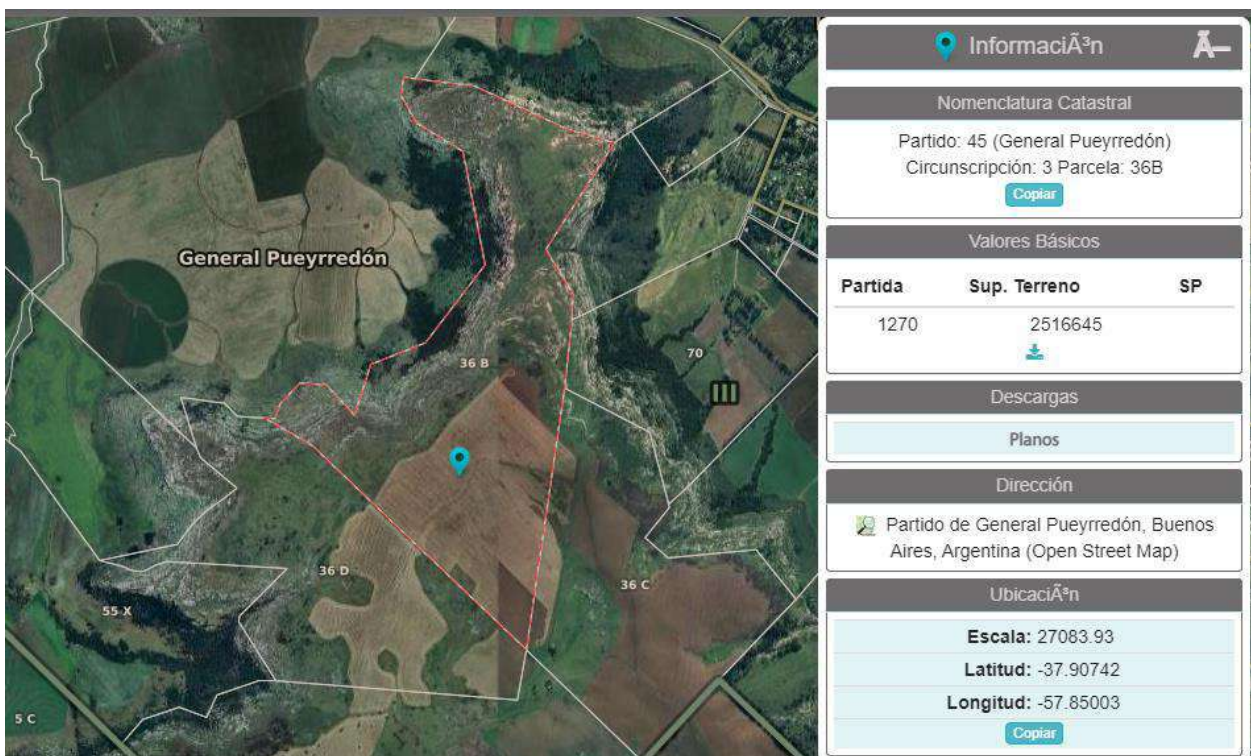 General Pueyrredón
36 B
70
III
36 D
36 C
55 X
5 C
InformaciÃ³n
Ã—
Nomenclatura Catastral
Partido: 45 (General Pueyrredón)
Circunscripción: 3 Parcela: 36B
Copiar
Valores Básicos
Partida Sup. Terreno SP
1270 2516645
Descargas
Planos
Dirección
Partido de General Pueyrredón, Buenos
Aires, Argentina (Open Street Map)
UbicaciÃ³n
Escala: 27083.93
Latitud: -37.90742
Longitud: -57.85003
Copiar